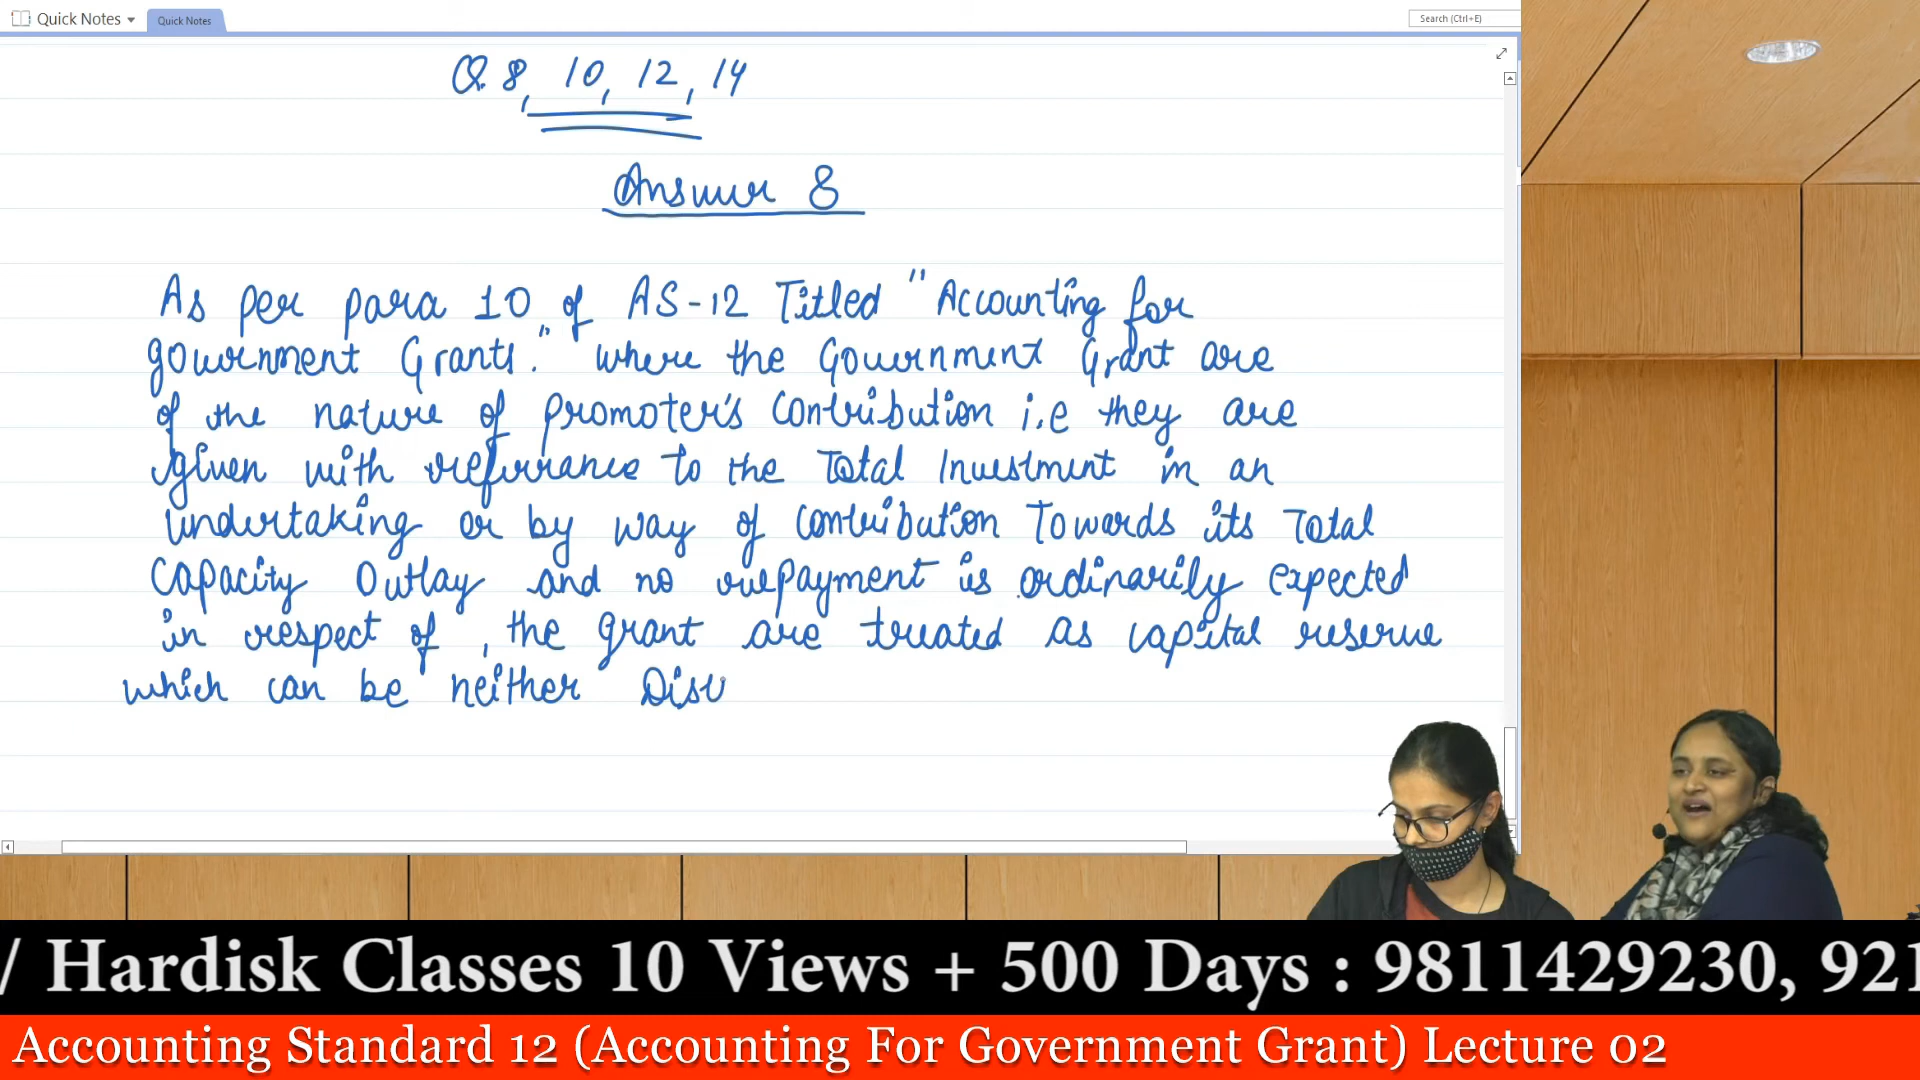 Quick Notes
Quick Notes
Search (Ctrl+E)
Q. 8, 10, 12, 14
Answer 8
As per para 10 of AS-12 Titled "Accounting for
government Grants." where the Government Grant are
of the nature of promoter's contribution i.e they are
given with referrance to the Total Investment in an
undertaking or by way of contribution Towards its Total
Capacity Outlay and no repayment is ordinarily expected
in respect of, the grant are treated as capital reserve
which can be neither
/ Hardisk Classes 10 Views + 500 Days : 9811429230, 921
Accounting Standard 12 (Accounting For Government Grant) Lecture 02